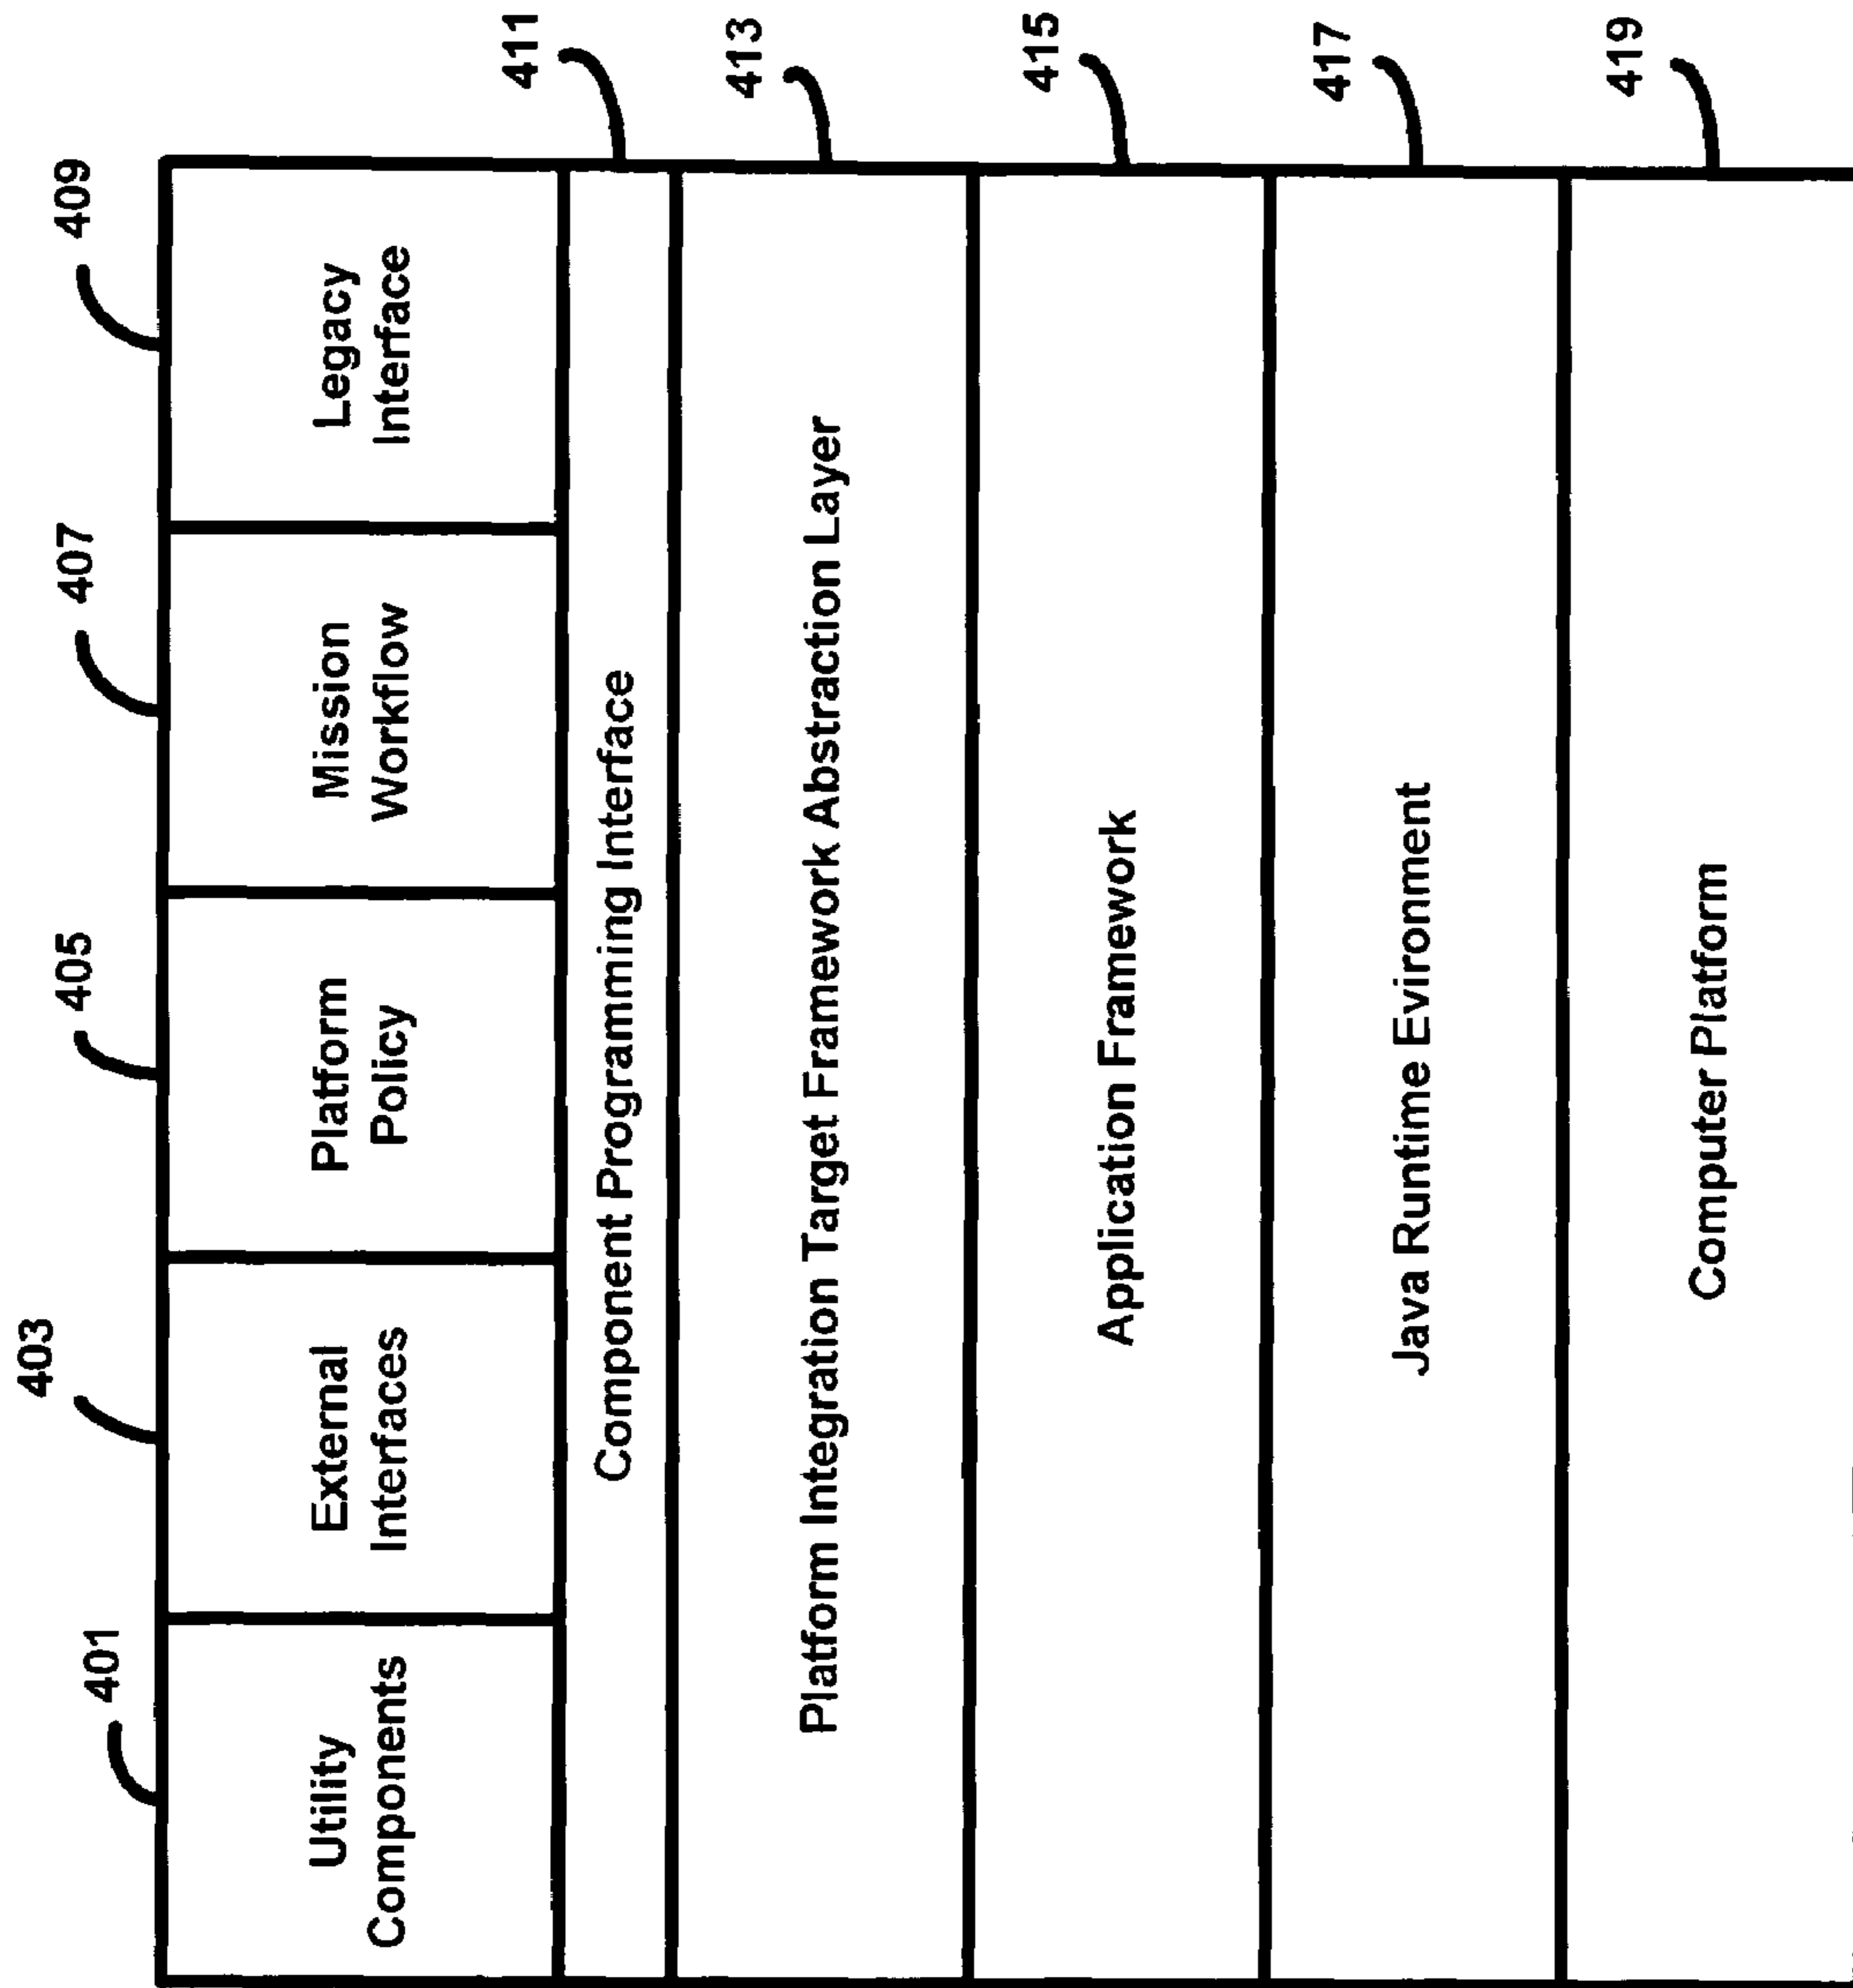 401
403
405
407
409
Utility
Components
External
Interfaces
Platform
Policy
Mission
Workflow
Legacy
Interface
Component Programming Interface
411
Platform Integration Target Framework Abstraction Layer
413
Application Framework
415
Java Runtime Evironment
417
Computer Platform
419